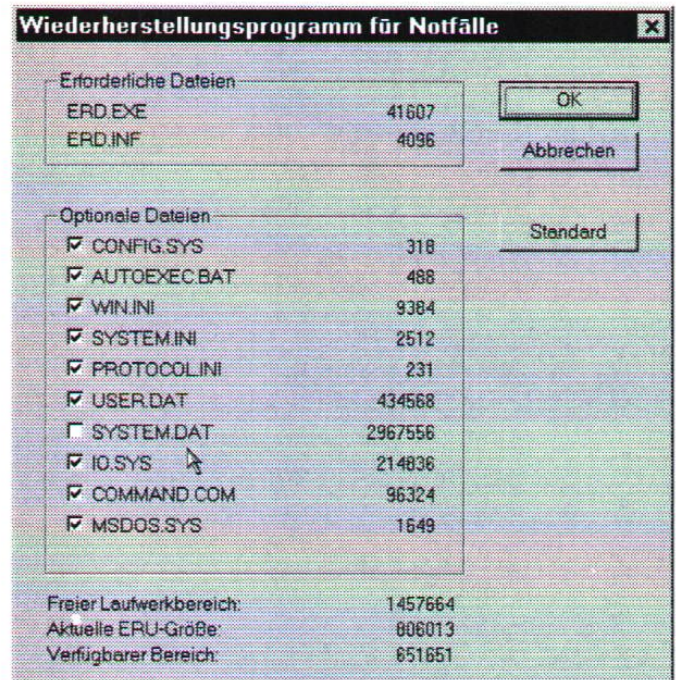 Wiederherstellungsprogramm für Notfälle
Erforderliche Dateien
ERD.EXE 41607
ERD.INF 4096
OK
Abbrechen
Optionale Dateien
Standard
CONFIG.SYS 318
AUTOEXEC.BAT 488
WIN.INI 9384
SYSTEM.INI 2512
PROTOCOL.INI 231
USER.DAT 434568
SYSTEM.DAT 2967556
IO.SYS 214836
COMMAND.COM 96324
MSDOS.SYS 1649
Freier Laufwerkbereich: 1457664
Aktuelle ERU-Größe: 806013
Verfügbarer Bereich: 651651